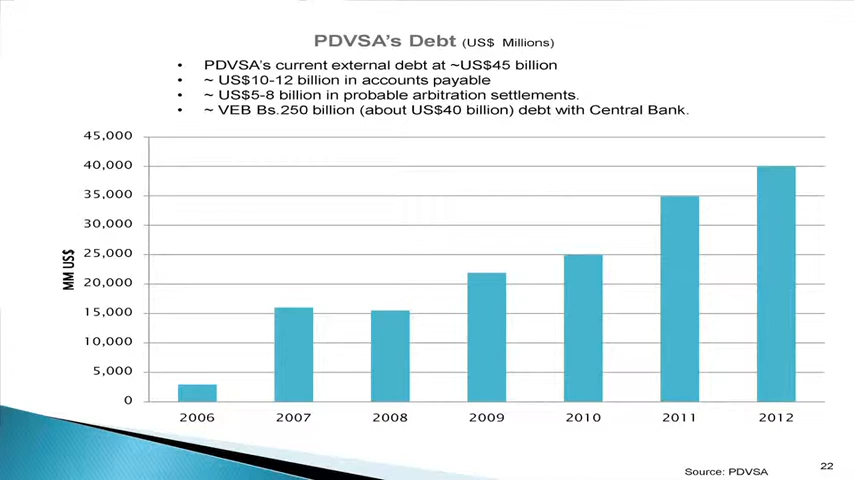 PDVSA's Debt (US$ Millions)
• PDVSA's current external debt at ~US$45 billion
• ~ US$10-12 billion in accounts payable
• ~ US$5-8 billion in probable arbitration settlements.
• ~ VEB Bs.250 billion (about US$40 billion) debt with Central Bank.
45,000
40,000
35,000
30,000
25,000
20,000
15,000
10,000
5,000
0
MM US$
2006 2007 2008 2009 2010 2011 2012
Source: PDVSA
22